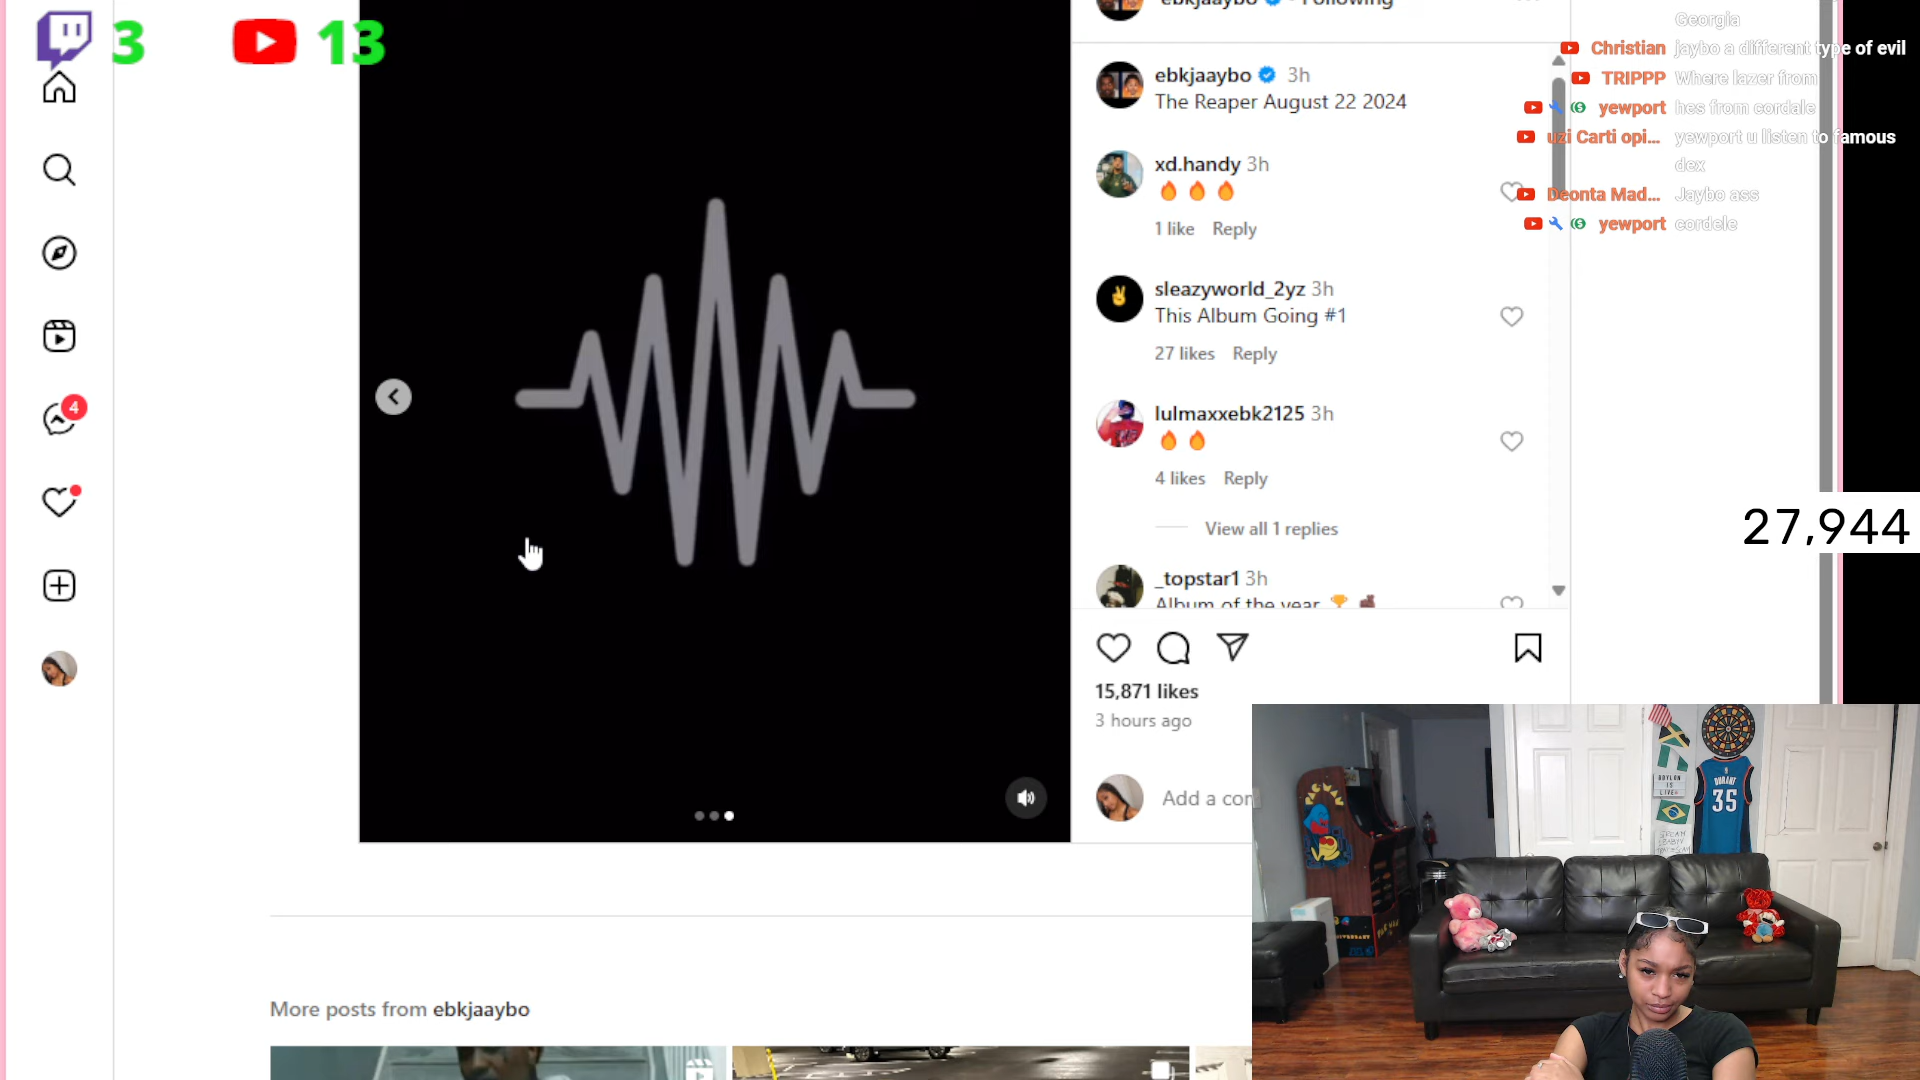 3
13
4
ebkjaaybo • Following
ebkjaaybo 3h
The Reaper August 22 2024
xd.handy 3h
1 like Reply
sleazyworld_2yz 3h
This Album Going #1
27 likes Reply
lulmaxxebk2125 3h
4 likes Reply
View all 1 replies
_topstar1 3h
Album of the year
15,871 likes
3 hours ago
Add a com
More posts from ebkjaaybo
Georgia
Christian jaybo a different type of evil
TRIPPP Where lazer from
yewport hes from cordale
uzi Carti opi... yewport u listen to famous
dex
Deonta Mad... Jaybo ass
yewport cordele
27,944
DURANT
35